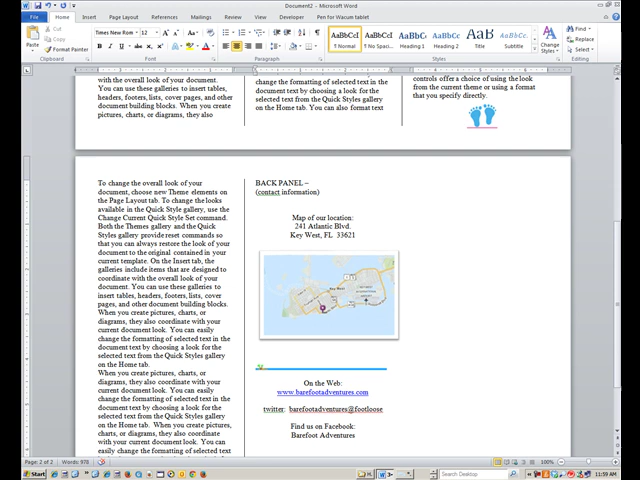 Document2 - Microsoft Word
File
Home
Insert
Page Layout
References
Mailings
Review
View
Developer
Pen for Wacom tablet
Paste
Cut
Copy
Format Painter
Clipboard
Times New Rom
12
Font
Paragraph
AaBbCcI
¶ Normal
AaBbCcI
¶ No Spaci...
AaBbC
Heading 1
AaBbCc
Heading 2
AaB
Title
AaBbCc
Subtitle
Change
Styles
Styles
Find
Replace
Select
Editing
with the overall look of your document.
You can use these galleries to insert tables,
headers, footers, lists, cover pages, and other
document building blocks. When you create
pictures, charts, or diagrams, they also
change the formatting of selected text in the
document text by choosing a look for the
selected text from the Quick Styles gallery
on the Home tab. You can also format text
controls offer a choice of using the look
from the current theme or using a format
that you specify directly.
To change the overall look of your
document, choose new Theme elements on
the Page Layout tab. To change the looks
available in the Quick Style gallery, use the
Change Current Quick Style Set command.
Both the Themes gallery and the Quick
Styles gallery provide reset commands so
that you can always restore the look of your
document to the original contained in your
current template. On the Insert tab, the
galleries include items that are designed to
coordinate with the overall look of your
document. You can use these galleries to
insert tables, headers, footers, lists, cover
pages, and other document building blocks.
When you create pictures, charts, or
diagrams, they also coordinate with your
current document look. You can easily
change the formatting of selected text in the
document text by choosing a look for the
selected text from the Quick Styles gallery
on the Home tab.
When you create pictures, charts, or
diagrams, they also coordinate with your
current document look. You can easily
change the formatting of selected text in the
document text by choosing a look for the
selected text from the Quick Styles gallery
on the Home tab. When you create pictures,
charts, or diagrams, they also coordinate
with your current document look. You can
easily change the formatting of selected text
BACK PANEL –
(contact information)
Map of our location:
241 Atlantic Blvd.
Key West, FL 33621
Key West
On the Web:
www.barefootadventures.com
twitter: barefootadventures@footloose
Find us on Facebook:
Barefoot Adventures
Page: 2 of 2
Words: 978
100%
Start
Search Desktop
11:59 AM